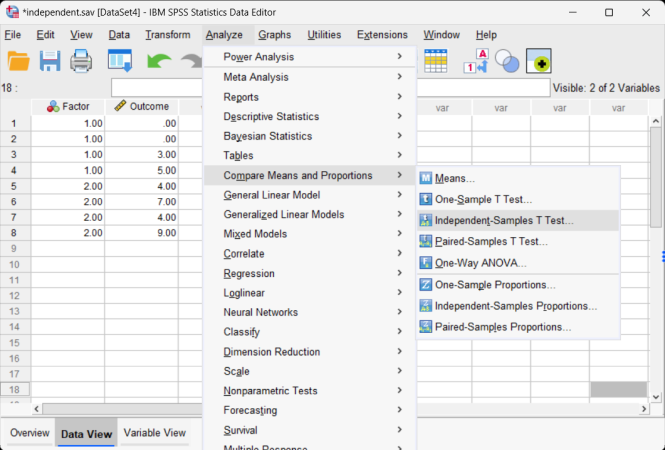 *independent.sav [DataSet4] - IBM SPSS Statistics Data Editor
File Edit View Data Transform Analyze Graphs Utilities Extensions Window Help
1 A
18 : Visible: 2 of 2 Variables
Factor Outcome var var var var
1 1.00 .00
2 1.00 .00
3 1.00 3.00
4 1.00 5.00
5 2.00 4.00
6 2.00 7.00
7 2.00 4.00
8 2.00 9.00
9
10
11
12
13
14
15
16
17
18
Power Analysis
Meta Analysis
Reports
Descriptive Statistics
Bayesian Statistics
Tables
Compare Means and Proportions
General Linear Model
Generalized Linear Models
Mixed Models
Correlate
Regression
Loglinear
Neural Networks
Classify
Dimension Reduction
Scale
Nonparametric Tests
Forecasting
Survival
Multiple Response
Means...
One-Sample T Test...
Independent-Samples T Test...
Paired-Samples T Test...
One-Way ANOVA...
One-Sample Proportions...
Independent-Samples Proportions...
Paired-Samples Proportions...
Overview Data View Variable View